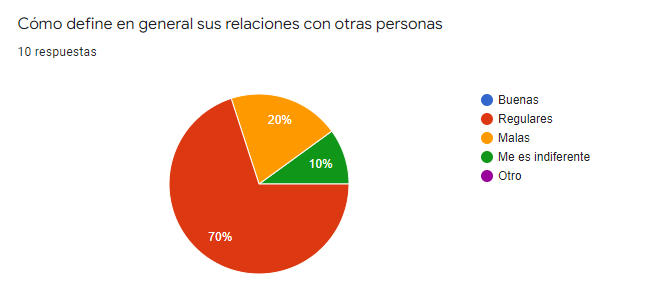 Cómo define en general sus relaciones con otras personas
10 respuestas
20%
10%
70%
Buenas
Regulares
Malas
Me es indiferente
Otro